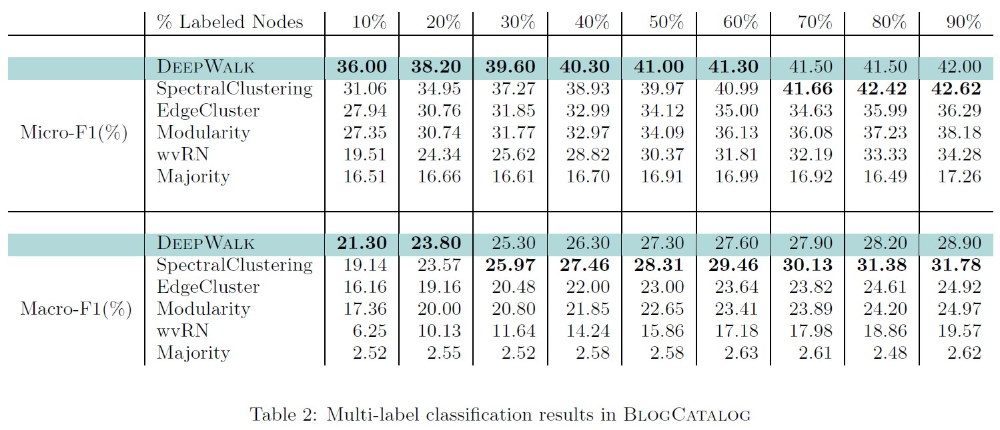 % Labeled Nodes 10% 20% 30% 40% 50% 60% 70% 80% 90%
DEEPWALK 36.00 38.20 39.60 40.30 41.00 41.30 41.50 41.50 42.00
SpectralClustering 31.06 34.95 37.27 38.93 39.97 40.99 41.66 42.42 42.62
EdgeCluster 27.94 30.76 31.85 32.99 34.12 35.00 34.63 35.99 36.29
Micro-F1(%) Modularity 27.35 30.74 31.77 32.97 34.09 36.13 36.08 37.23 38.18
wvRN 19.51 24.34 25.62 28.82 30.37 31.81 32.19 33.33 34.28
Majority 16.51 16.66 16.61 16.70 16.91 16.99 16.92 16.49 17.26
DEEPWALK 21.30 23.80 25.30 26.30 27.30 27.60 27.90 28.20 28.90
SpectralClustering 19.14 23.57 25.97 27.46 28.31 29.46 30.13 31.38 31.78
EdgeCluster 16.16 19.16 20.48 22.00 23.00 23.64 23.82 24.61 24.92
Macro-F1(%) Modularity 17.36 20.00 20.80 21.85 22.65 23.41 23.89 24.20 24.97
wvRN 6.25 10.13 11.64 14.24 15.86 17.18 17.98 18.86 19.57
Majority 2.52 2.55 2.52 2.58 2.58 2.63 2.61 2.48 2.62
Table 2: Multi-label classification results in BLOGCATALOG